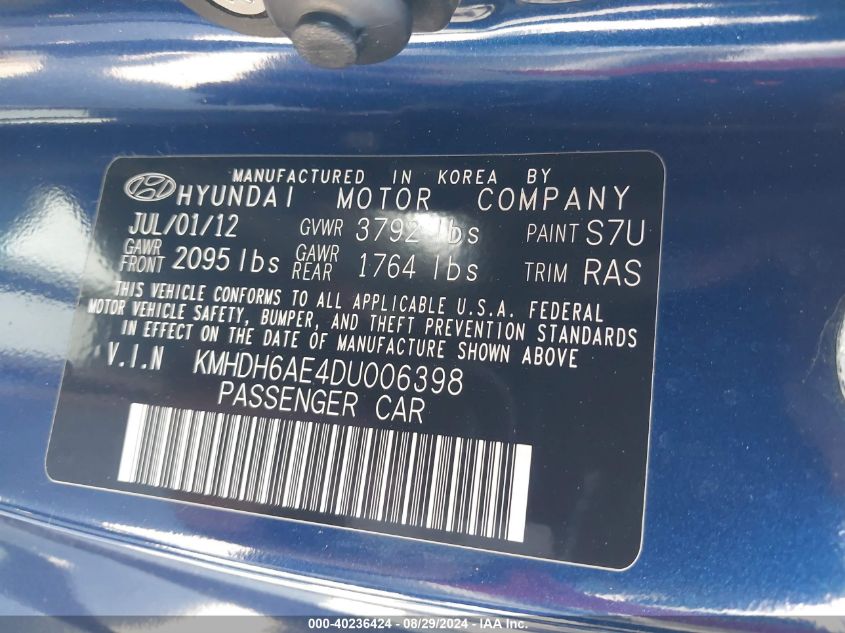 MANUFACTURED IN KOREA BY
HYUNDAI MOTOR COMPANY
JUL/01/12 GVWR 3792 lbs PAINT S7U
GAWR FRONT 2095 lbs GAWR REAR 1764 lbs TRIM RAS
THIS VEHICLE CONFORMS TO ALL APPLICABLE U.S.A. FEDERAL
MOTOR VEHICLE SAFETY, BUMPER, AND THEFT PREVENTION STANDARDS
IN EFFECT ON THE DATE OF MANUFACTURE SHOWN ABOVE
V.I.N KMHDH6AE4DU006398
PASSENGER CAR
000-40236424 - 08/29/2024 - IAA Inc.